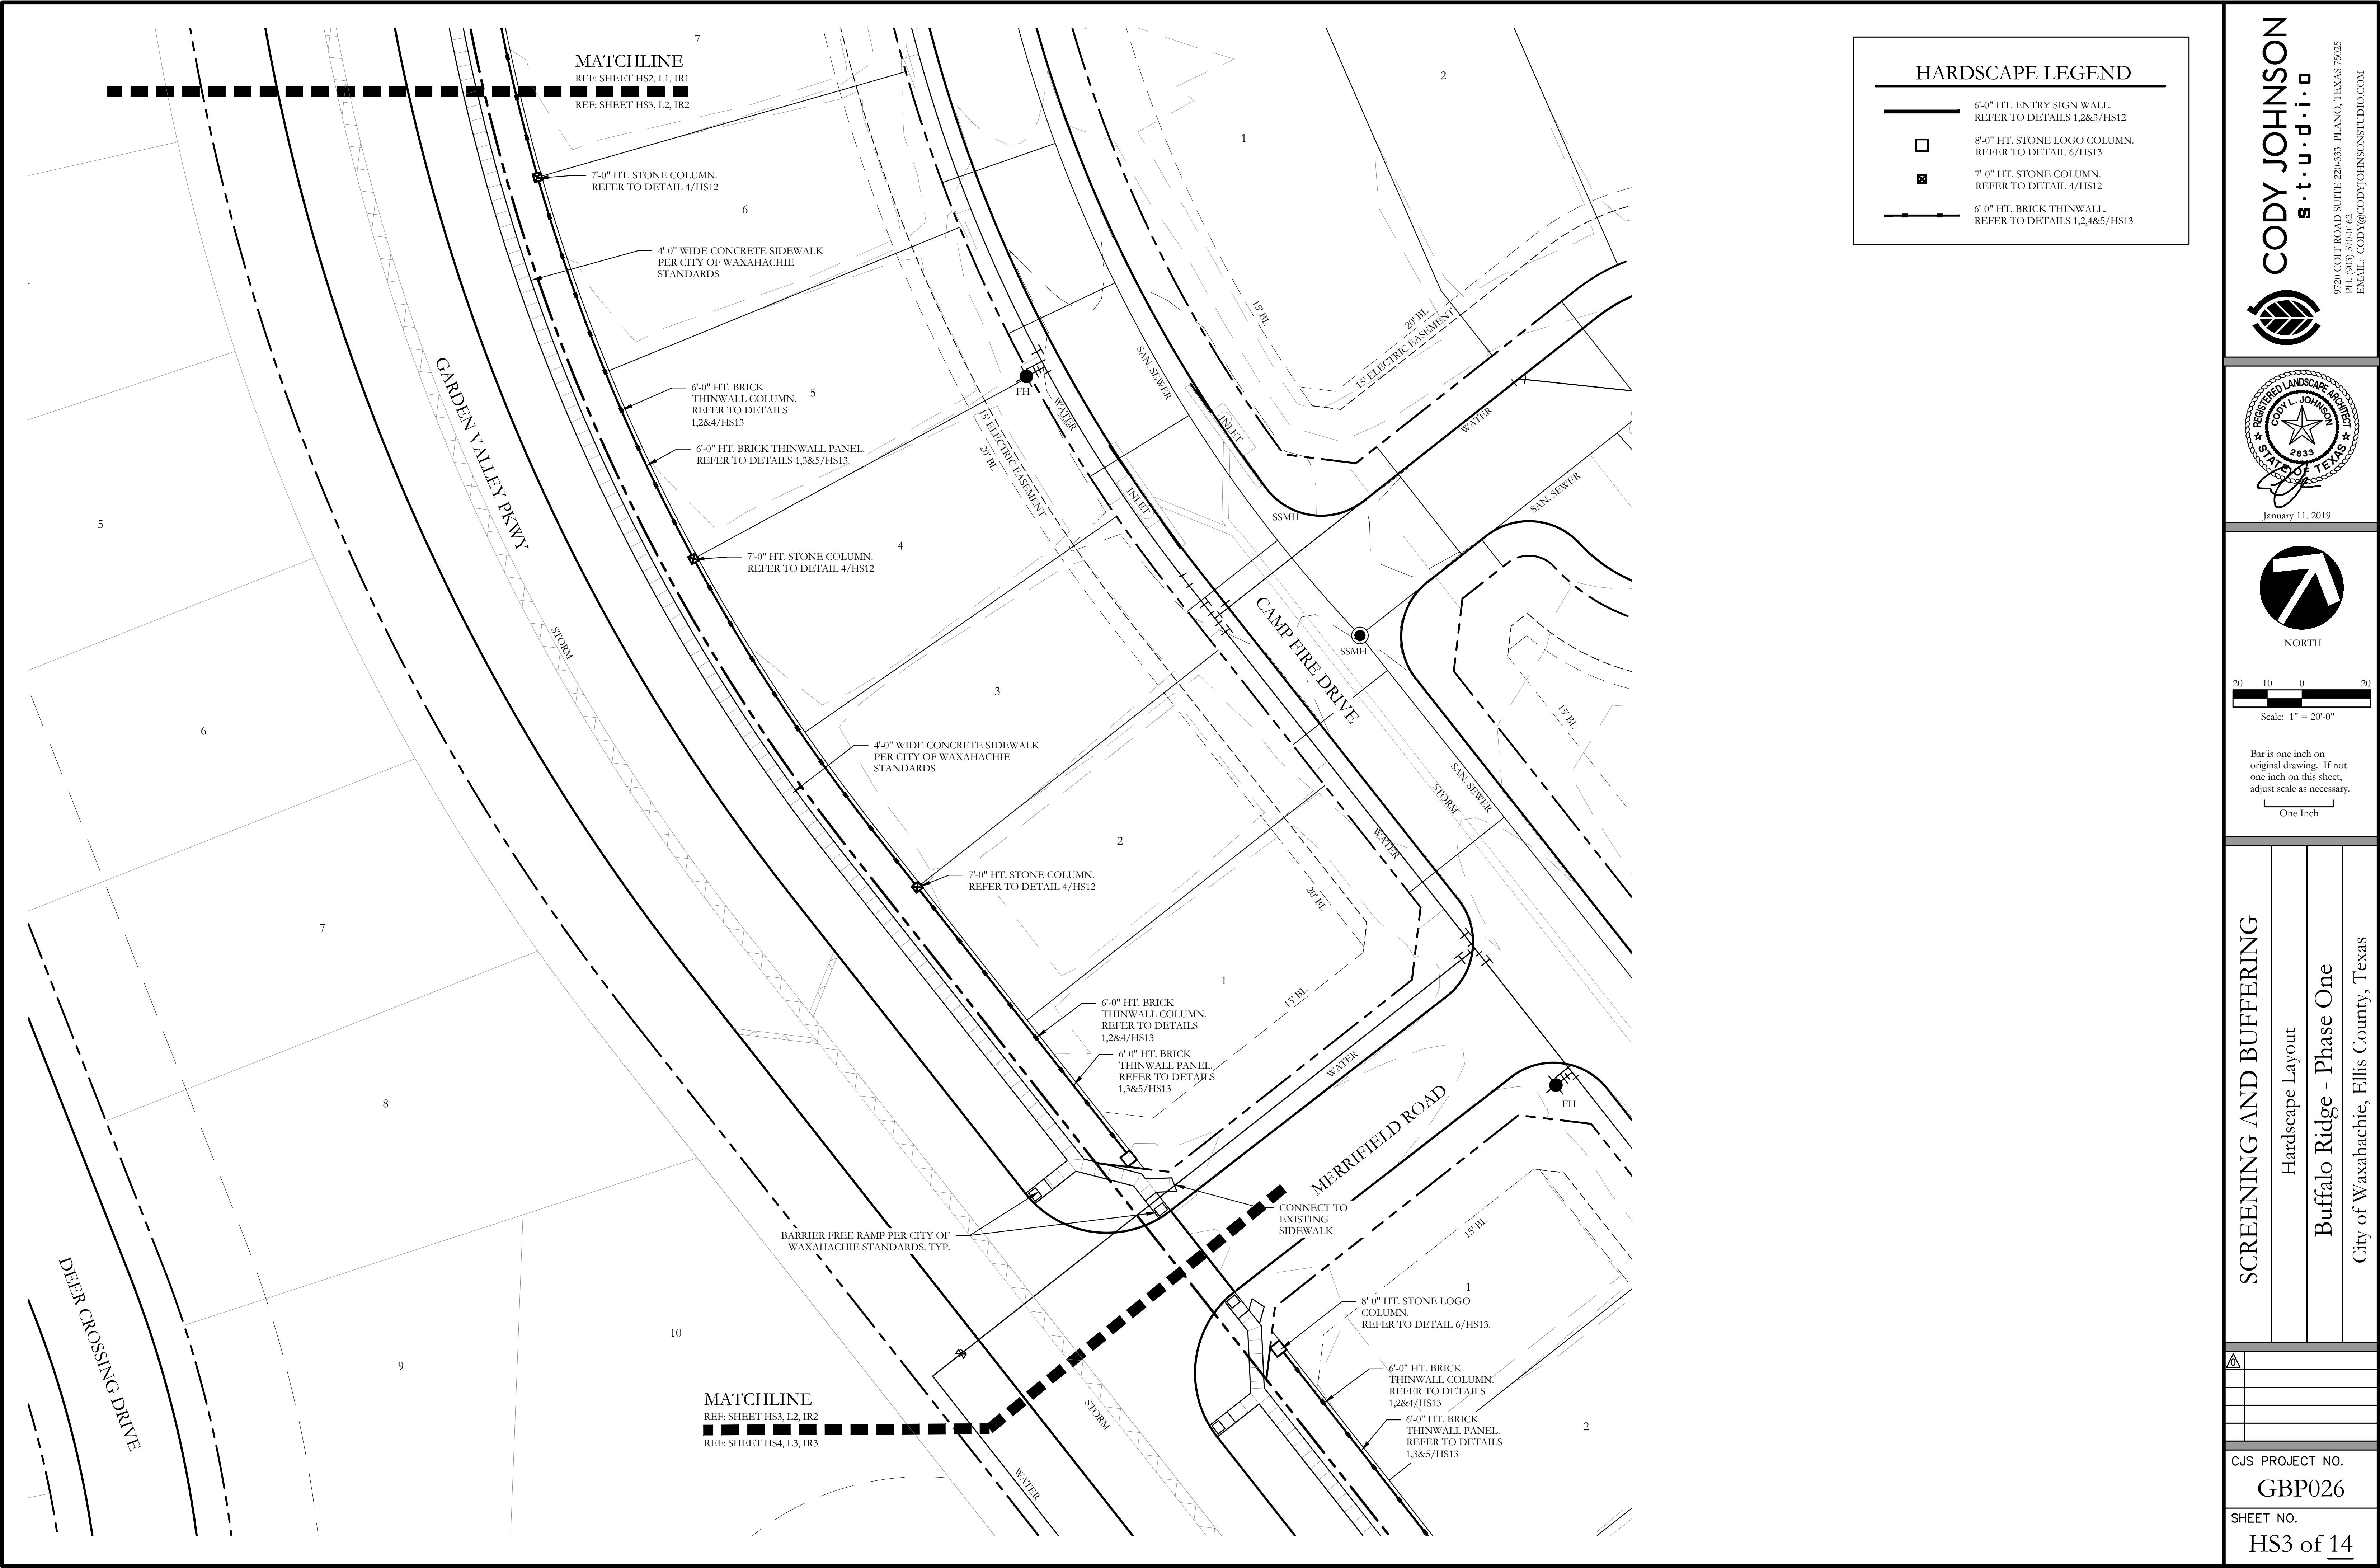 MATCHLINE
REF: SHEET HS2, L1, IR1
REF: SHEET HS3, L2, IR2
7
2
1
7'-0" HT. STONE COLUMN.
REFER TO DETAIL 4/HS12
6
4'-0" WIDE CONCRETE SIDEWALK
PER CITY OF WAXAHACHIE
STANDARDS
15' BL
20' BL
15' ELECTRIC EASEMENT
SAN. SEWER
6'-0" HT. BRICK
THINWALL COLUMN.
REFER TO DETAILS
1,2&4/HS13
5
FH
WATER
INLET
WATER
6'-0" HT. BRICK THINWALL PANEL.
REFER TO DETAILS 1,3&5/HS13
15' ELECTRIC EASEMENT
20' BL
GARDEN VALLEY PKWY
5
INLET
SSMH
SAN. SEWER
7'-0" HT. STONE COLUMN.
REFER TO DETAIL 4/HS12
4
STORM
CAMP FIRE DRIVE
SSMH
3
6
15' BL
4'-0" WIDE CONCRETE SIDEWALK
PER CITY OF WAXAHACHIE
STANDARDS
SAN. SEWER
STORM
WATER
2
7'-0" HT. STONE COLUMN.
REFER TO DETAIL 4/HS12
20' BL
7
1
15' BL
6'-0" HT. BRICK
THINWALL COLUMN.
REFER TO DETAILS
1,2&4/HS13
6'-0" HT. BRICK
THINWALL PANEL.
REFER TO DETAILS
1,3&5/HS13
WATER
8
FH
MERRIFIELD ROAD
CONNECT TO
EXISTING
SIDEWALK
BARRIER FREE RAMP PER CITY OF
WAXAHACHIE STANDARDS. TYP.
15' BL
1
8'-0" HT. STONE LOGO
COLUMN.
REFER TO DETAIL 6/HS13.
DEER CROSSING DRIVE
10
9
6'-0" HT. BRICK
THINWALL COLUMN.
REFER TO DETAILS
1,2&4/HS13
MATCHLINE
REF: SHEET HS3, L2, IR2
REF: SHEET HS4, L3, IR3
STORM
6'-0" HT. BRICK
THINWALL PANEL.
REFER TO DETAILS
1,3&5/HS13
2
WATER
HARDSCAPE LEGEND
6'-0" HT. ENTRY SIGN WALL.
REFER TO DETAILS 1,2&3/HS12
8'-0" HT. STONE LOGO COLUMN.
REFER TO DETAIL 6/HS13
7'-0" HT. STONE COLUMN.
REFER TO DETAIL 4/HS12
6'-0" HT. BRICK THINWALL.
REFER TO DETAILS 1,2,4&5/HS13
CODY JOHNSON
s·t·u·d·i·o
9720 COIT ROAD SUITE 220-333 PLANO, TEXAS 75025
PH. (903) 570-0162
EMAIL: CODY@CODYJOHNSONSTUDIO.COM
REGISTERED LANDSCAPE ARCHITECT
CODY L. JOHNSON
2833
STATE OF TEXAS
January 11, 2019
NORTH
20 10 0 20
Scale: 1" = 20'-0"
Bar is one inch on
original drawing. If not
one inch on this sheet,
adjust scale as necessary.
One Inch
SCREENING AND BUFFERING
Hardscape Layout
Buffalo Ridge - Phase One
City of Waxahachie, Ellis County, Texas
0
CJS PROJECT NO.
GBP026
SHEET NO.
HS3 of 14